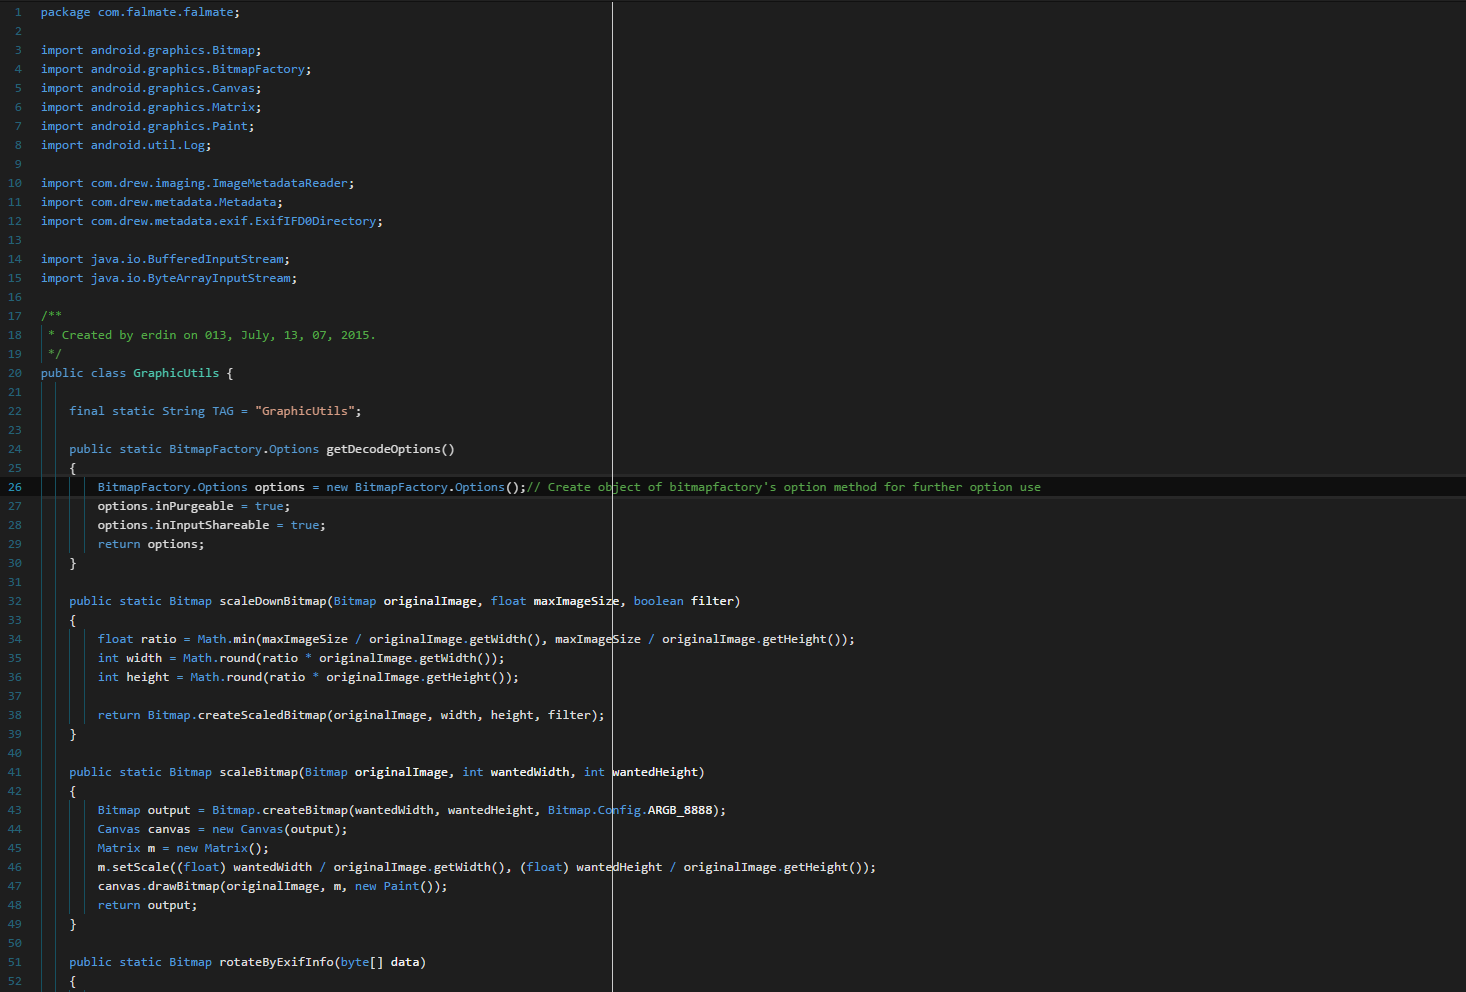 1 package com.falmate.falmate;
2
3 import android.graphics.Bitmap;
4 import android.graphics.BitmapFactory;
5 import android.graphics.Canvas;
6 import android.graphics.Matrix;
7 import android.graphics.Paint;
8 import android.util.Log;
9
10 import com.drew.imaging.ImageMetadataReader;
11 import com.drew.metadata.Metadata;
12 import com.drew.metadata.exif.ExifIFD0Directory;
13
14 import java.io.BufferedInputStream;
15 import java.io.ByteArrayInputStream;
16
17 /**
18  * Created by erdin on 013, July, 13, 07, 2015.
19  */
20 public class GraphicUtils {
21
22     final static String TAG = "GraphicUtils";
23
24     public static BitmapFactory.Options getDecodeOptions()
25     {
26         BitmapFactory.Options options = new BitmapFactory.Options();// Create object of bitmapfactory's option method for further option use
27         options.inPurgeable = true;
28         options.inInputShareable = true;
29         return options;
30     }
31
32     public static Bitmap scaleDownBitmap(Bitmap originalImage, float maxImageSize, boolean filter)
33     {
34         float ratio = Math.min(maxImageSize / originalImage.getWidth(), maxImageSize / originalImage.getHeight());
35         int width = Math.round(ratio * originalImage.getWidth());
36         int height = Math.round(ratio * originalImage.getHeight());
37
38         return Bitmap.createScaledBitmap(originalImage, width, height, filter);
39     }
40
41     public static Bitmap scaleBitmap(Bitmap originalImage, int wantedWidth, int wantedHeight)
42     {
43         Bitmap output = Bitmap.createBitmap(wantedWidth, wantedHeight, Bitmap.Config.ARGB_8888);
44         Canvas canvas = new Canvas(output);
45         Matrix m = new Matrix();
46         m.setScale((float) wantedWidth / originalImage.getWidth(), (float) wantedHeight / originalImage.getHeight());
47         canvas.drawBitmap(originalImage, m, new Paint());
48         return output;
49     }
50
51     public static Bitmap rotateByExifInfo(byte[] data)
52     {